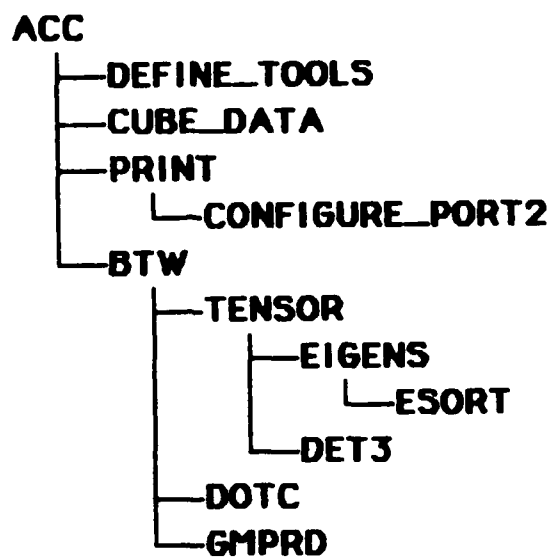 ACC
DEFINE_TOOLS
CUBE_DATA
PRINT
CONFIGURE_PORT2
BTW
TENSOR
EIGENS
ESORT
DET3
DOTC
GMPRD